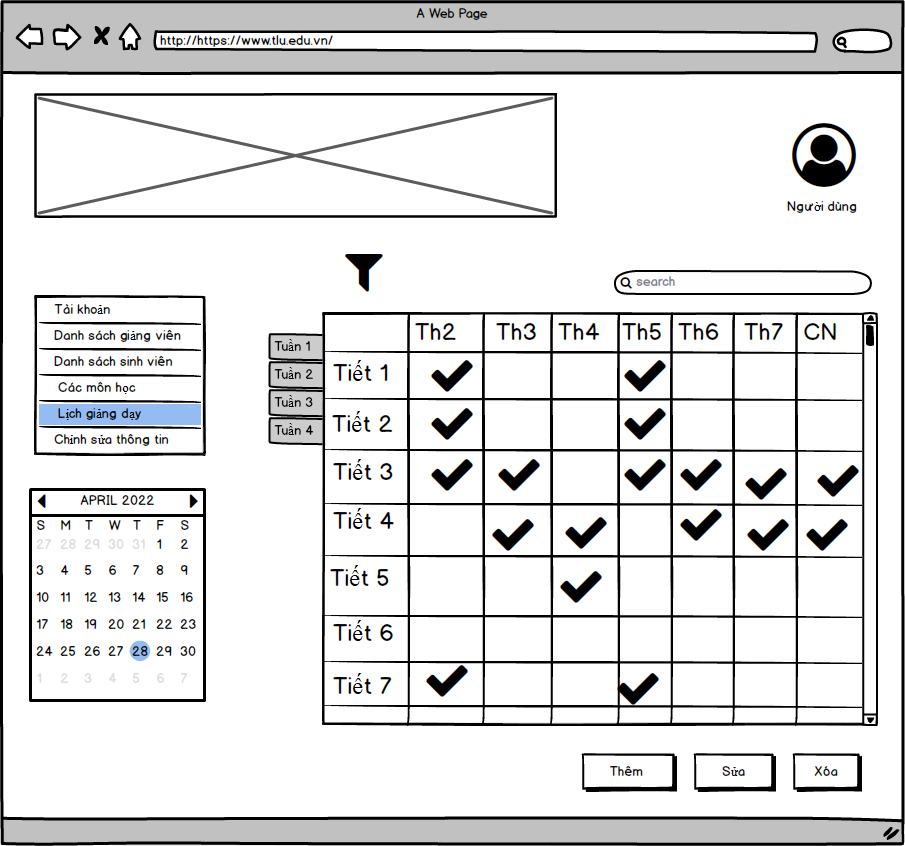 A Web Page
http://https://www.tlu.edu.vn/
Người dùng
search
Tài khoản
Danh sách giảng viên
Danh sách sinh viên
Các môn học
Lịch giảng dạy
Chỉnh sửa thông tin
Tuần 1
Tuần 2
Tuần 3
Tuần 4
Th2 Th3 Th4 Th5 Th6 Th7 CN
Tiết 1
Tiết 2
Tiết 3
Tiết 4
Tiết 5
Tiết 6
Tiết 7
APRIL 2022
S M T W T F S
27 28 29 30 31 1 2
3 4 5 6 7 8 9
10 11 12 13 14 15 16
17 18 19 20 21 22 23
24 25 26 27 28 29 30
1 2 3 4 5 6 7
Thêm Sửa Xóa